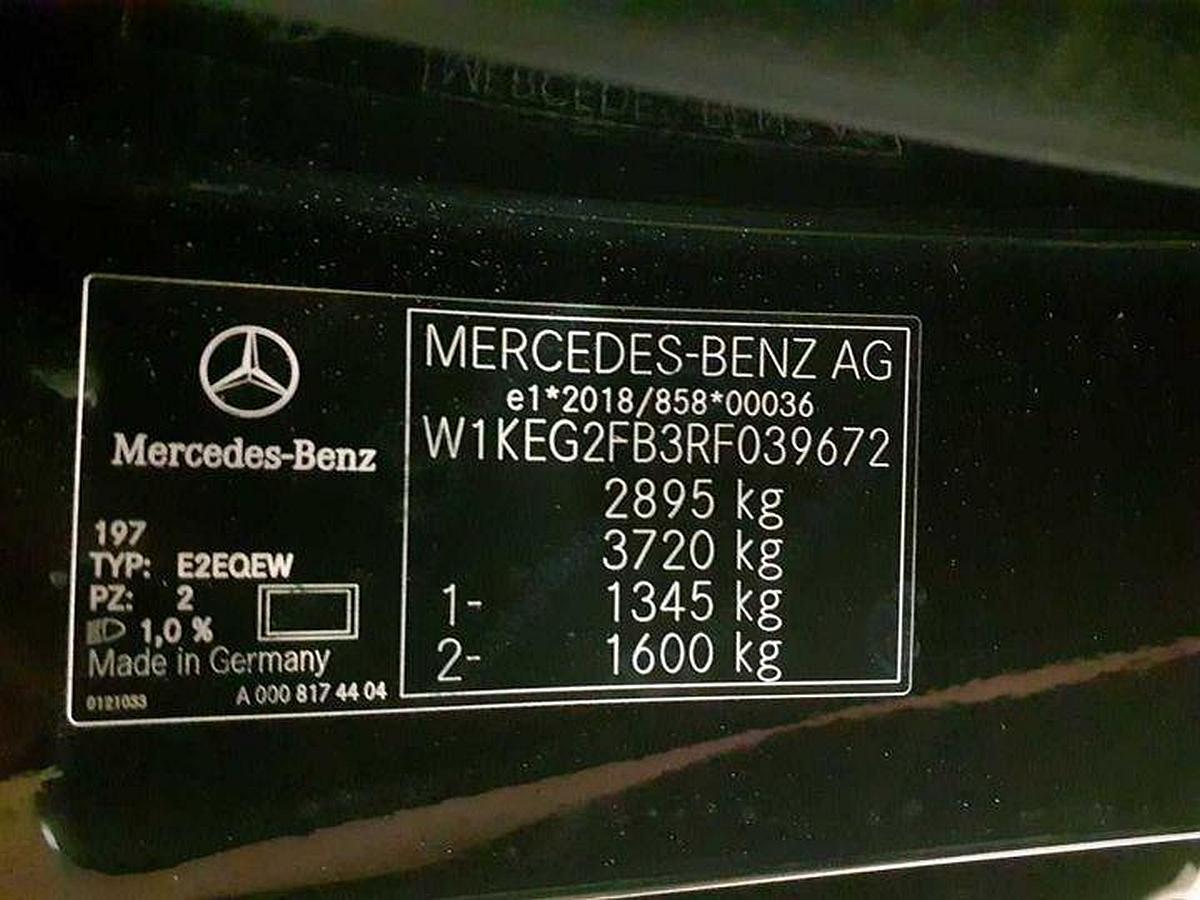 Mercedes-Benz
197
TYP: E2EQEW
PZ: 2
1,0 %
Made in Germany
0121033 A 000 817 44 04
MERCEDES-BENZ AG
e1*2018/858*00036
W1KEG2FB3RF039672
2895 kg
3720 kg
1- 1345 kg
2- 1600 kg